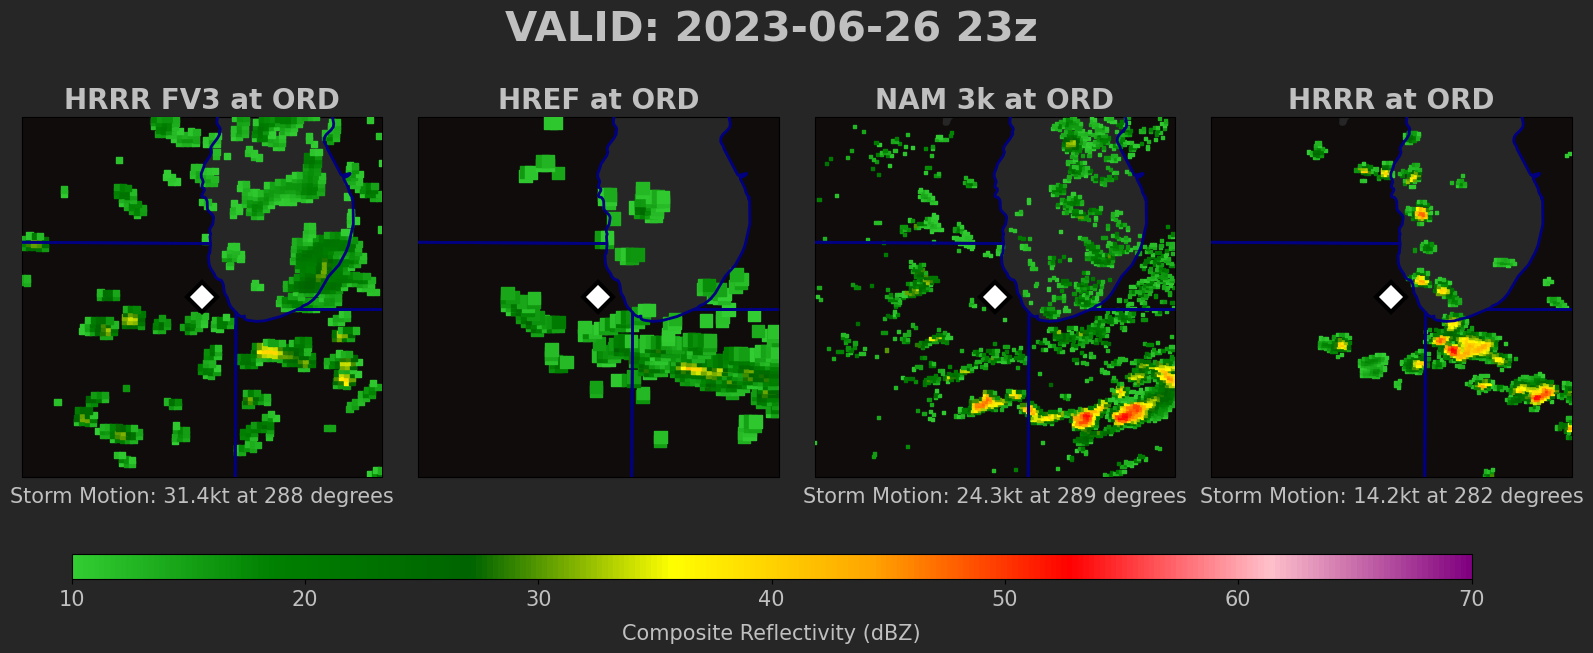 VALID: 2023-06-26 23z
HRRR FV3 at ORD
HREF at ORD
NAM 3k at ORD
HRRR at ORD
Storm Motion: 31.4kt at 288 degrees
Storm Motion: 24.3kt at 289 degrees
Storm Motion: 14.2kt at 282 degrees
10 20 30 40 50 60 70
Composite Reflectivity (dBZ)